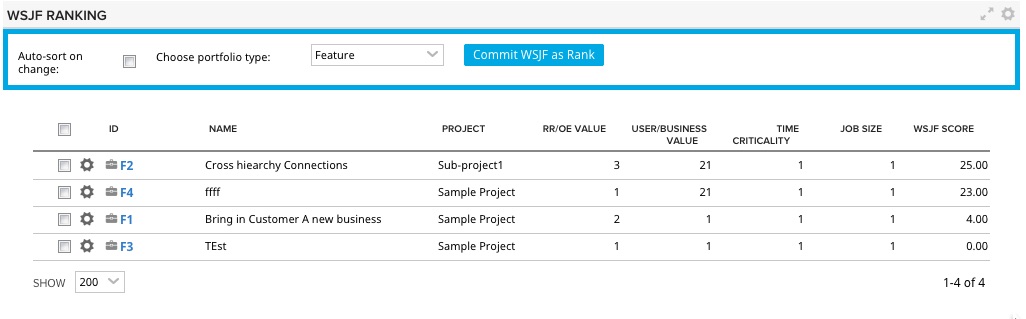 WSJF RANKING
Auto-sort on change: Choose portfolio type: Feature Commit WSJF as Rank
ID NAME PROJECT RR/OE VALUE USER/BUSINESS VALUE TIME CRITICALITY JOB SIZE WSJF SCORE
F2 Cross hiearchy Connections Sub-project1 3 21 1 1 25.00
F4 ffff Sample Project 1 21 1 1 23.00
F1 Bring in Customer A new business Sample Project 2 1 1 1 4.00
F3 TEst Sample Project 1 1 1 1 0.00
SHOW 200 1-4 of 4